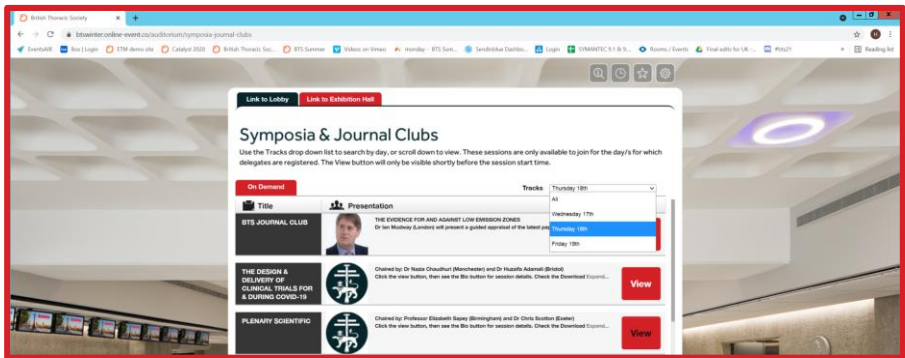 British Thoracic Society
btswinter.online-event.co/auditorium/symposia-journal-clubs
EventsAIR Box | Login ETM demo site Catalyst 2020 British Thoracic Soc... BTS Summer Videos on Vimeo monday - BTS Sum... Sendinblue Dashbo... Login Rooms / Events Final edits for UK -... Reading list
Link to Lobby Link to Exhibition Hall
Symposia & Journal Clubs
Use the Tracks drop down list to search by day, or scroll down to view. These sessions are only available to join for the day/s for which
delegates are registered. The View button will only be visible shortly before the session start time.
On Demand Tracks Thursday 18th
All
Wednesday 17th
Thursday 18th
Friday 19th
Title Presentation
BTS JOURNAL CLUB THE EVIDENCE FOR AND AGAINST LOW EMISSION ZONES
Dr Ian Mudway (London) will present a guided appraisal of the latest
THE DESIGN &
DELIVERY OF
CLINICAL TRIALS FOR
& DURING COVID-19
Chaired by: Dr Nazia Chaudhuri (Manchester) and Dr Huzaifa Adamali (Bristol)
Click the view button, then see the Bio button for session details. Check the Download Expand...
View
PLENARY SCIENTIFIC Chaired by: Professor Elizabeth Sapey (Birmingham) and Dr Chris Scotton (Exeter)
Click the view button, then see the Bio button for session details. Check the Download Expand...
View